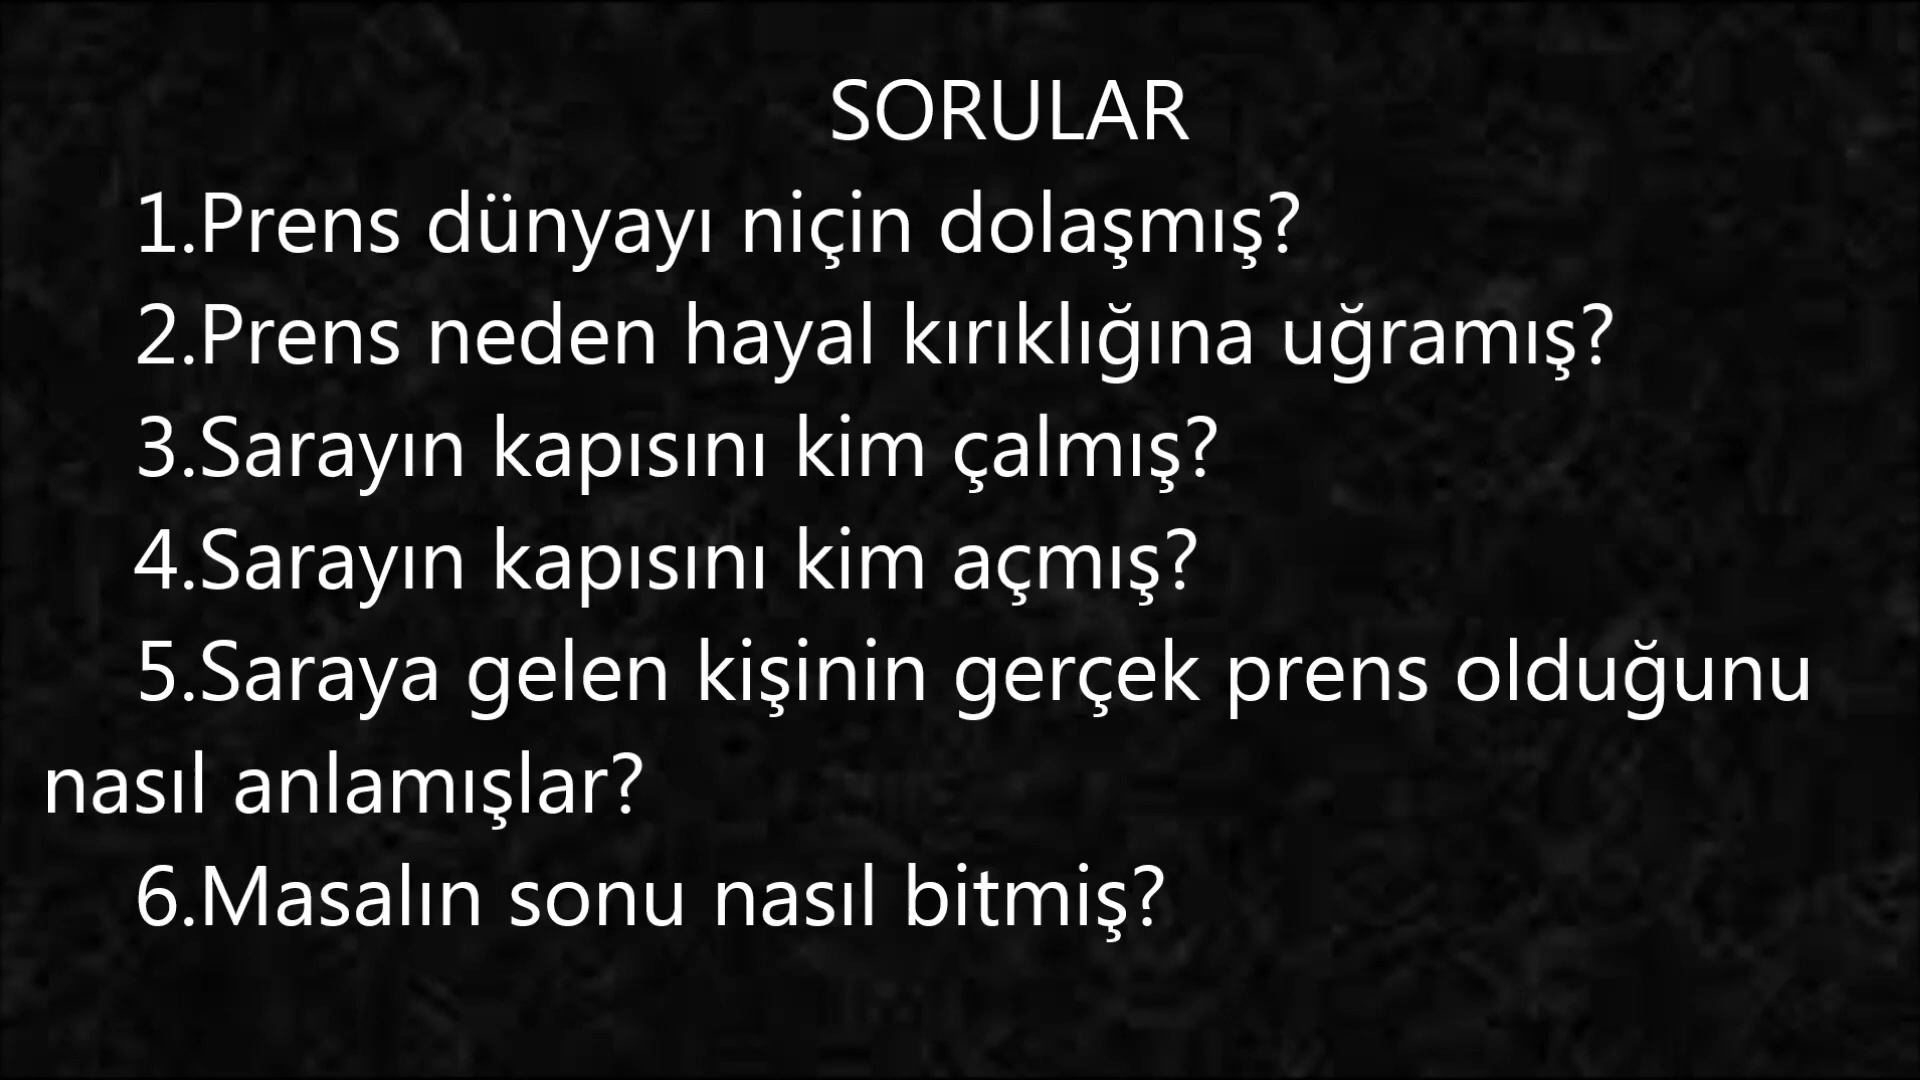 SORULAR
1.Prens dünyayı niçin dolaşmış?
2.Prens neden hayal kırıklığına uğramış?
3.Sarayın kapısını kim çalmış?
4.Sarayın kapısını kim açmış?
5.Saraya gelen kişinin gerçek prens olduğunu
nasıl anlamışlar?
6.Masalın sonu nasıl bitmiş?